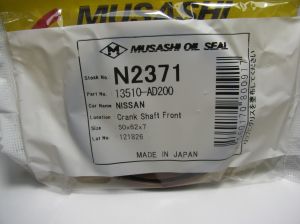 MUSASHI
M MUSASHI OIL SEAL
Stock No. N2371
Part No. 13510-AD200
Car Name NISSAN
Location Crank Shaft Front
Size 50x62x7
Lot No. 121826
MADE IN JAPAN